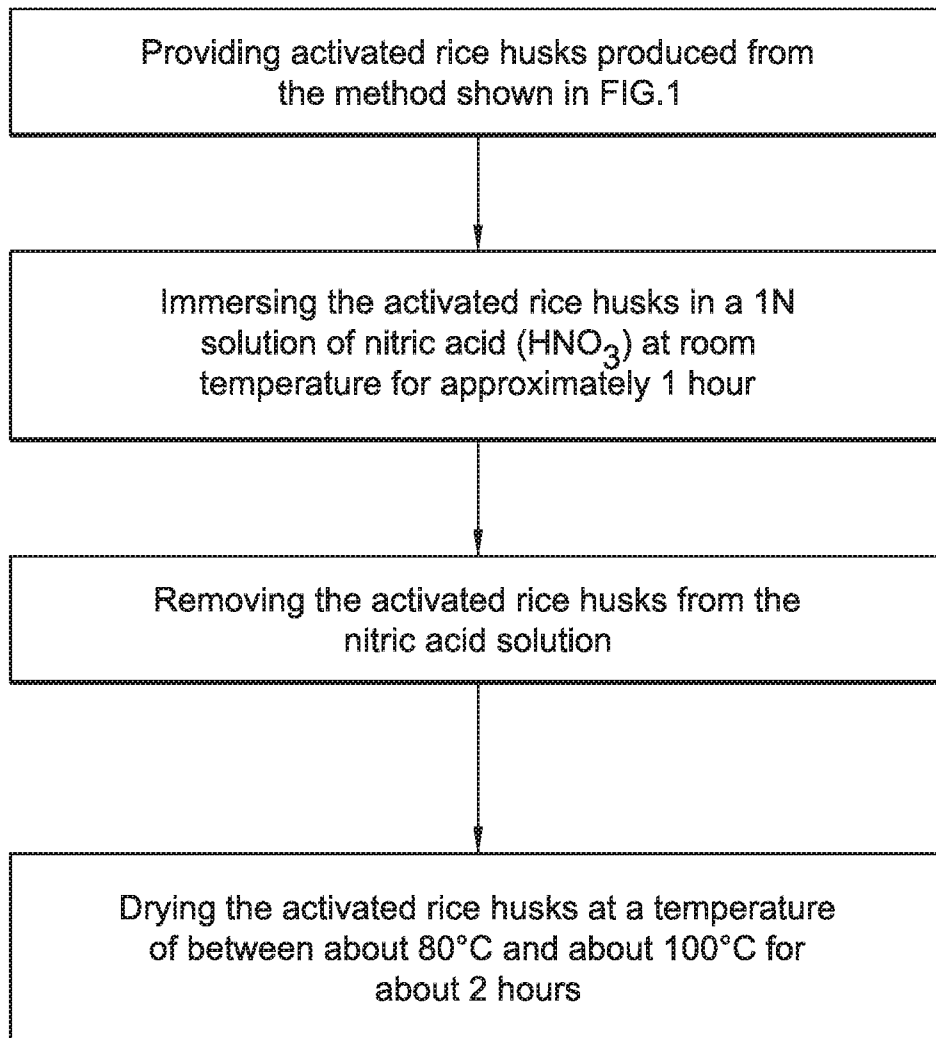 Providing activated rice husks produced from
the method shown in FIG.1
Immersing the activated rice husks in a 1N
solution of nitric acid (HNO3) at room
temperature for approximately 1 hour
Removing the activated rice husks from the
nitric acid solution
Drying the activated rice husks at a temperature
of between about 80°C and about 100°C for
about 2 hours